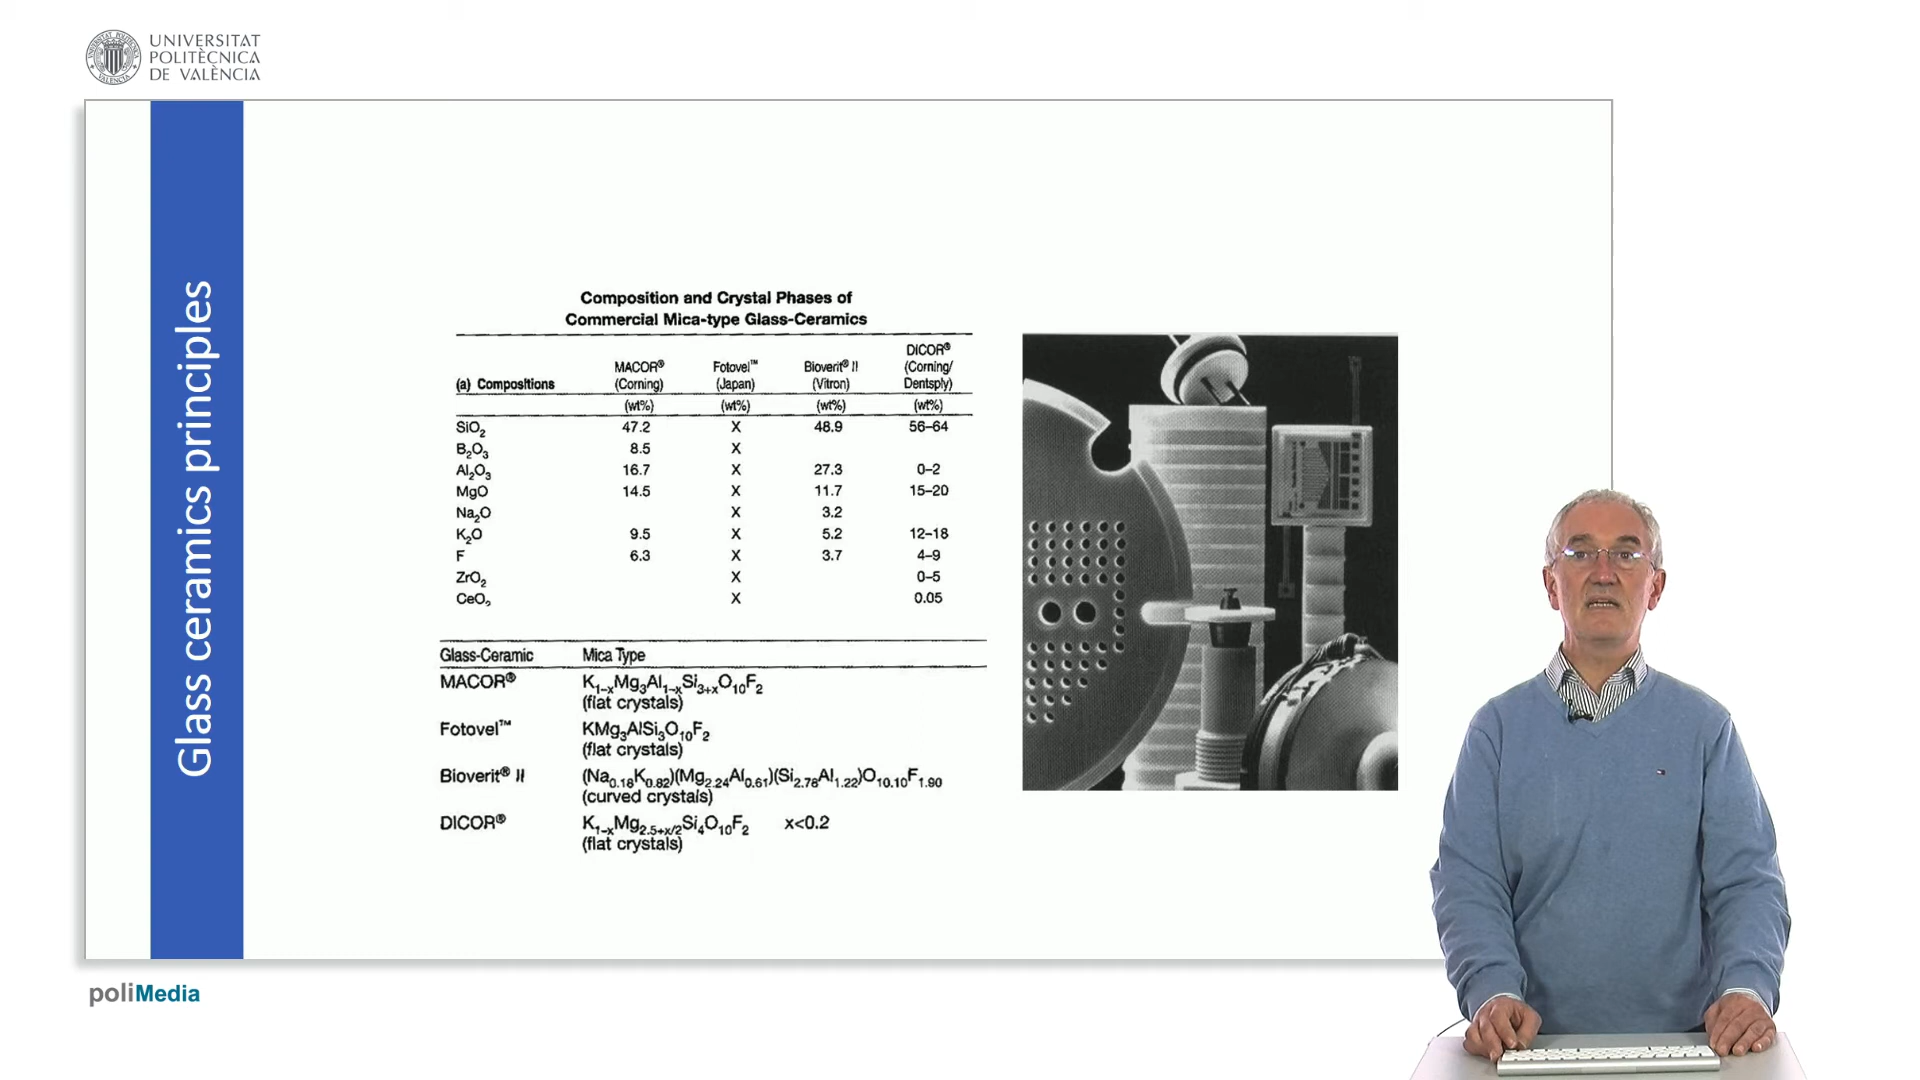 UNIVERSITAT
POLITÈCNICA
DE VALÈNCIA
Glass ceramics principles
Composition and Crystal Phases of
Commercial Mica-type Glass-Ceramics
(a) Compositions MACOR® (Corning) Fotovel™ (Japan) Bioverit® II (Vitron) DICOR® (Corning/ Dentsply)
(wt%) (wt%) (wt%) (wt%)
SiO₂ 47.2 X 48.9 56–64
B₂O₃ 8.5 X
Al₂O₃ 16.7 X 27.3 0–2
MgO 14.5 X 11.7 15–20
Na₂O X 3.2
K₂O 9.5 X 5.2 12–18
F 6.3 X 3.7 4–9
ZrO₂ X 0–5
CeO₂ X 0.05
Glass-Ceramic Mica Type
MACOR® K₁₋ₓMg₃Al₁₋ₓSi₃₊ₓO₁₀F₂
(flat crystals)
Fotovel™ KMg₃AlSi₃O₁₀F₂
(flat crystals)
Bioverit® II (Na₀.₁₈K₀.₈₂)(Mg₂.₂₄Al₀.₆₁)(Si₂.₇₈Al₁.₂₂)O₁₀.₁₀F₁.₉₀
(curved crystals)
DICOR® K₁₋ₓMg₂.₅₊ₓ/₂Si₄O₁₀F₂ x<0.2
(flat crystals)
poliMedia